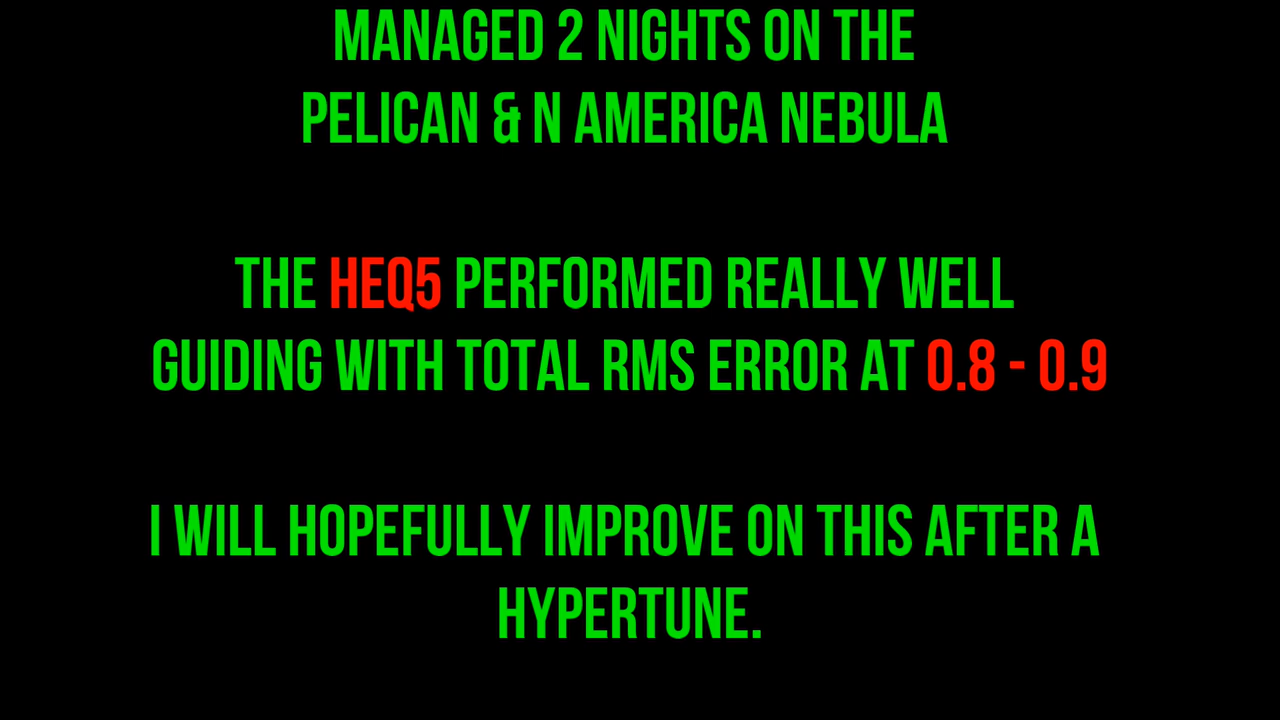 MANAGED 2 NIGHTS ON THE
PELICAN & N AMERICA NEBULA
THE HEQ5 PERFORMED REALLY WELL
GUIDING WITH TOTAL RMS ERROR AT 0.8 - 0.9
I WILL HOPEFULLY IMPROVE ON THIS AFTER A
HYPERTUNE.